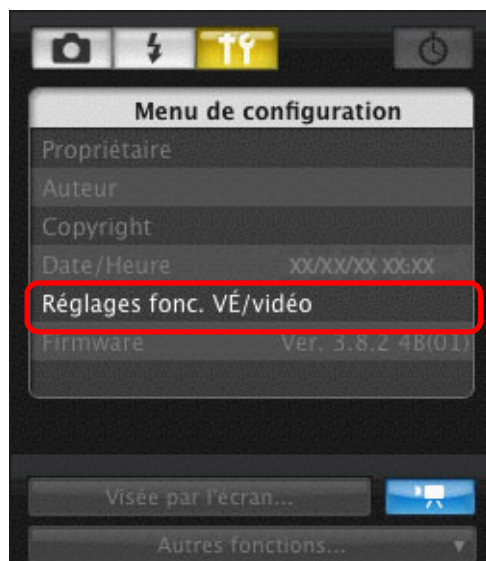 Menu de configuration
Propriétaire
Auteur
Copyright
Date/Heure XX/XX/XX XX:XX
Réglages fonc. VÉ/vidéo
Firmware Ver. 3.8.2 4B(01)
Visée par l'écran...
Autres fonctions...